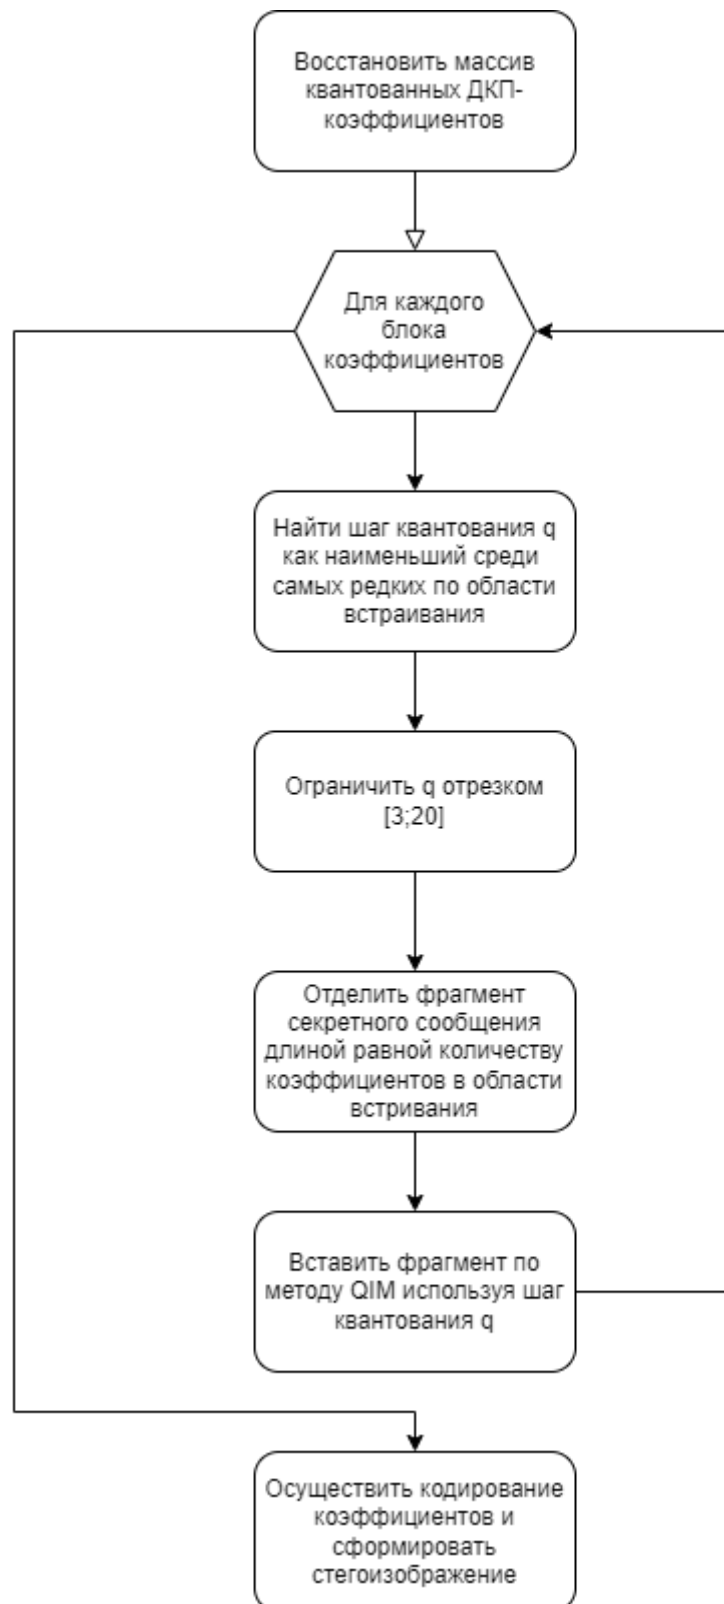 Восстановить массив
квантованных ДКП-
коэффициентов
Для каждого
блока
коэффициентов
Найти шаг квантования q
как наименьший среди
самых редких по области
встраивания
Ограничить q отрезком
[3;20]
Отделить фрагмент
секретного сообщения
длиной равной количеству
коэффициентов в области
встривания
Вставить фрагмент по
методу QIM используя шаг
квантования q
Осуществить кодирование
коэффициентов и
сформировать
стегоизображение